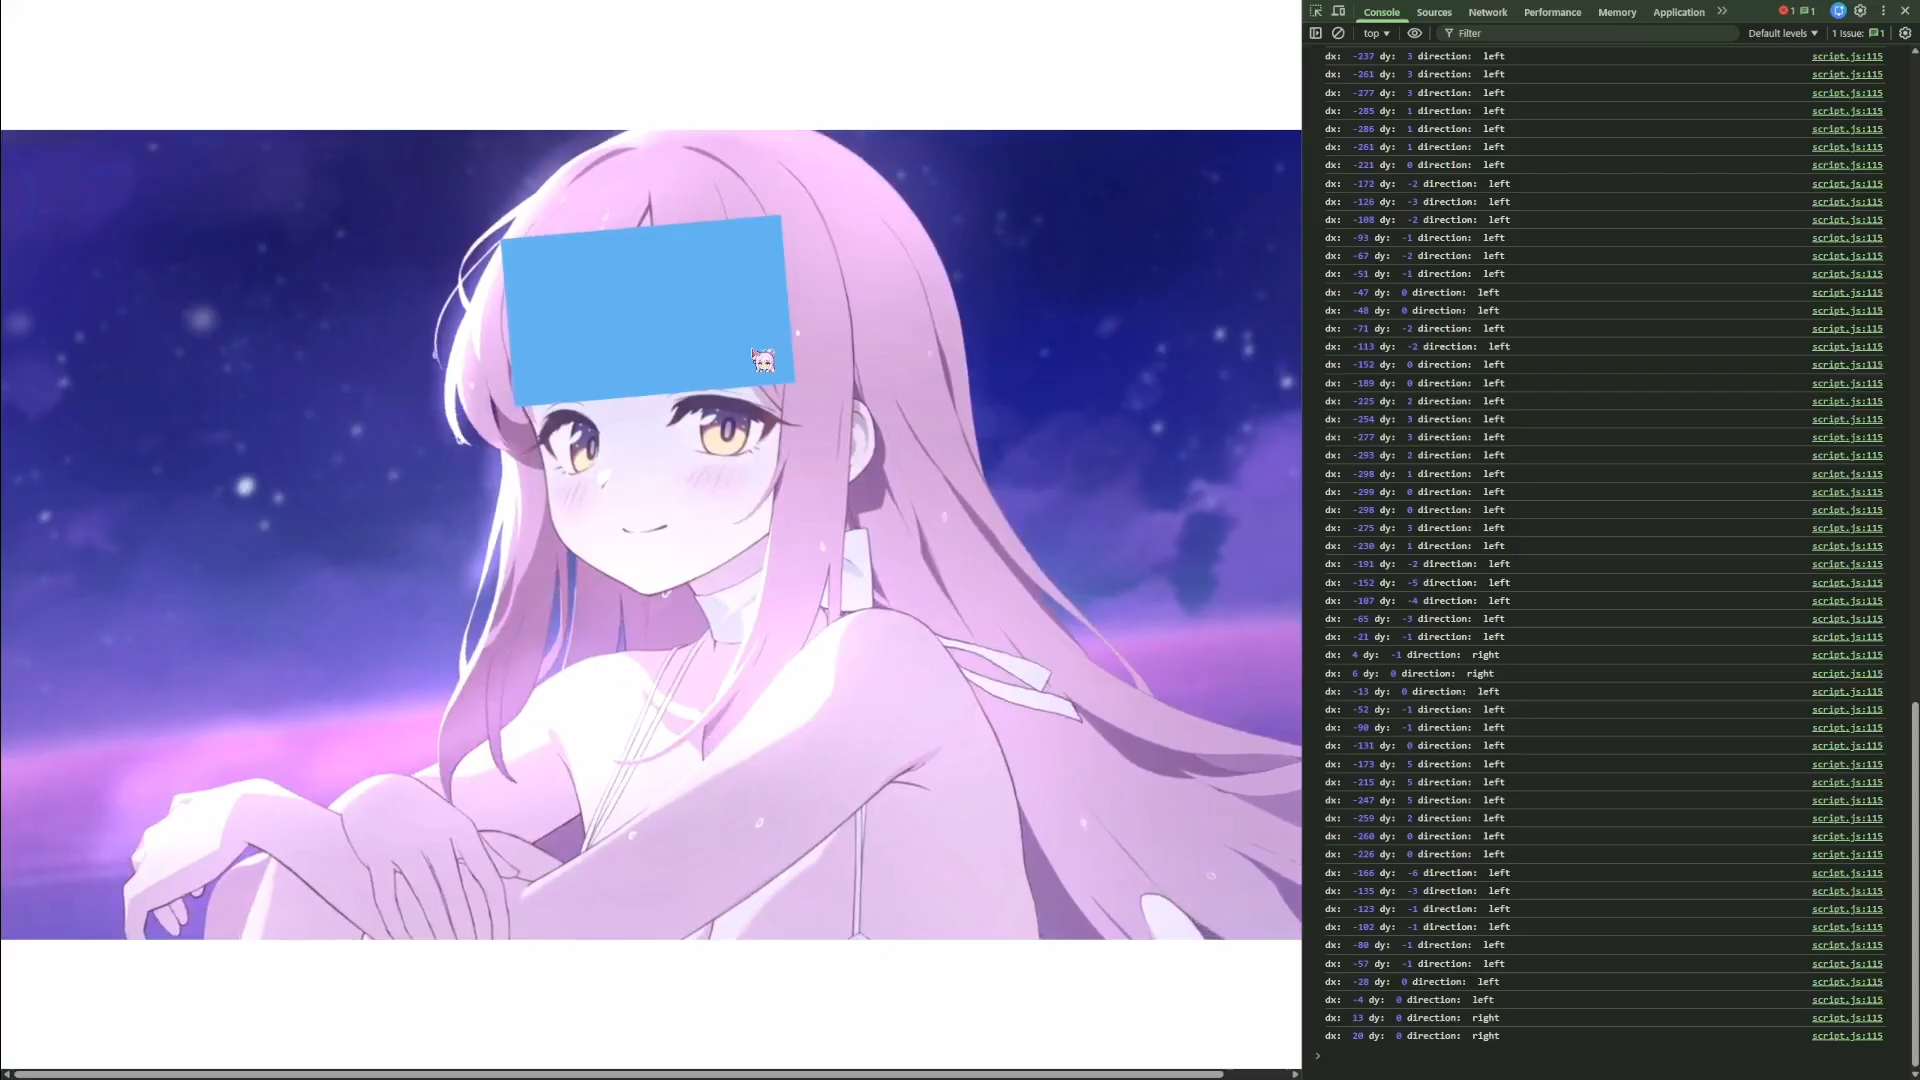 Console Sources Network Performance Memory Application 1 1
top Filter Default levels 1 Issue: 1
dx: -237 dy: 3 direction: left script.js:115
dx: -261 dy: 3 direction: left script.js:115
dx: -277 dy: 3 direction: left script.js:115
dx: -285 dy: 1 direction: left script.js:115
dx: -286 dy: 1 direction: left script.js:115
dx: -261 dy: 1 direction: left script.js:115
dx: -221 dy: 0 direction: left script.js:115
dx: -172 dy: -2 direction: left script.js:115
dx: -126 dy: -3 direction: left script.js:115
dx: -108 dy: -2 direction: left script.js:115
dx: -93 dy: -1 direction: left script.js:115
dx: -67 dy: -2 direction: left script.js:115
dx: -51 dy: -1 direction: left script.js:115
dx: -47 dy: 0 direction: left script.js:115
dx: -48 dy: 0 direction: left script.js:115
dx: -71 dy: -2 direction: left script.js:115
dx: -113 dy: -2 direction: left script.js:115
dx: -152 dy: 0 direction: left script.js:115
dx: -189 dy: 0 direction: left script.js:115
dx: -225 dy: 2 direction: left script.js:115
dx: -254 dy: 3 direction: left script.js:115
dx: -277 dy: 3 direction: left script.js:115
dx: -293 dy: 2 direction: left script.js:115
dx: -298 dy: 1 direction: left script.js:115
dx: -299 dy: 0 direction: left script.js:115
dx: -298 dy: 0 direction: left script.js:115
dx: -275 dy: 3 direction: left script.js:115
dx: -230 dy: 1 direction: left script.js:115
dx: -191 dy: -2 direction: left script.js:115
dx: -152 dy: -5 direction: left script.js:115
dx: -107 dy: -4 direction: left script.js:115
dx: -65 dy: -3 direction: left script.js:115
dx: -21 dy: -1 direction: left script.js:115
dx: 4 dy: -1 direction: right script.js:115
dx: 6 dy: 0 direction: right script.js:115
dx: -13 dy: 0 direction: left script.js:115
dx: -52 dy: -1 direction: left script.js:115
dx: -90 dy: -1 direction: left script.js:115
dx: -131 dy: 0 direction: left script.js:115
dx: -173 dy: 5 direction: left script.js:115
dx: -215 dy: 5 direction: left script.js:115
dx: -247 dy: 5 direction: left script.js:115
dx: -259 dy: 2 direction: left script.js:115
dx: -260 dy: 0 direction: left script.js:115
dx: -226 dy: 0 direction: left script.js:115
dx: -166 dy: -6 direction: left script.js:115
dx: -135 dy: -3 direction: left script.js:115
dx: -123 dy: -1 direction: left script.js:115
dx: -102 dy: -1 direction: left script.js:115
dx: -80 dy: -1 direction: left script.js:115
dx: -57 dy: -1 direction: left script.js:115
dx: -28 dy: 0 direction: left script.js:115
dx: -4 dy: 0 direction: left script.js:115
dx: 13 dy: 0 direction: right script.js:115
dx: 20 dy: 0 direction: right script.js:115